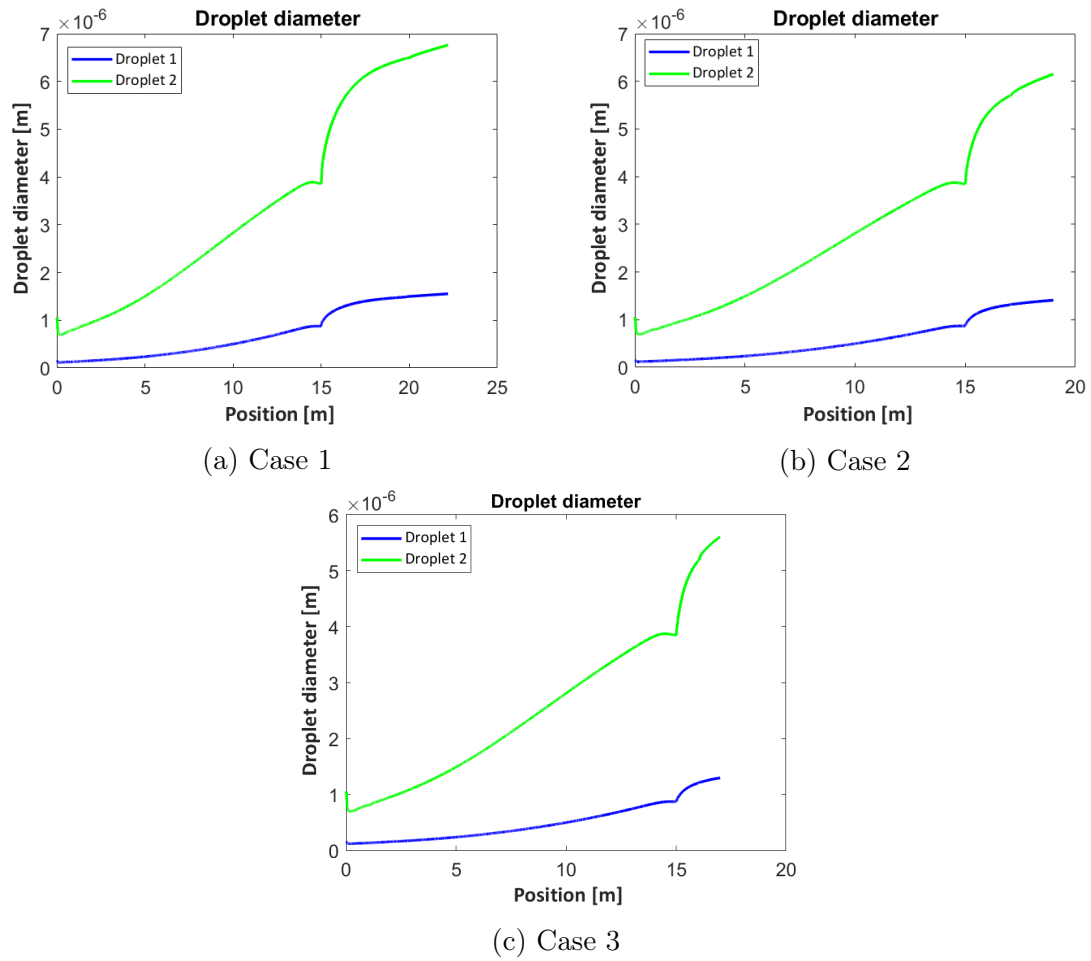 ×10-6
Droplet diameter
Droplet 1
Droplet 2
Droplet diameter [m]
7
6
5
4
3
2
1
0
0 5 10 15 20 25
Position [m]
(a) Case 1
×10-6
Droplet diameter
Droplet 1
Droplet 2
Droplet diameter [m]
7
6
5
4
3
2
1
0
0 5 10 15 20
Position [m]
(b) Case 2
×10-6
Droplet diameter
Droplet 1
Droplet 2
Droplet diameter [m]
6
5
4
3
2
1
0
0 5 10 15 20
Position [m]
(c) Case 3